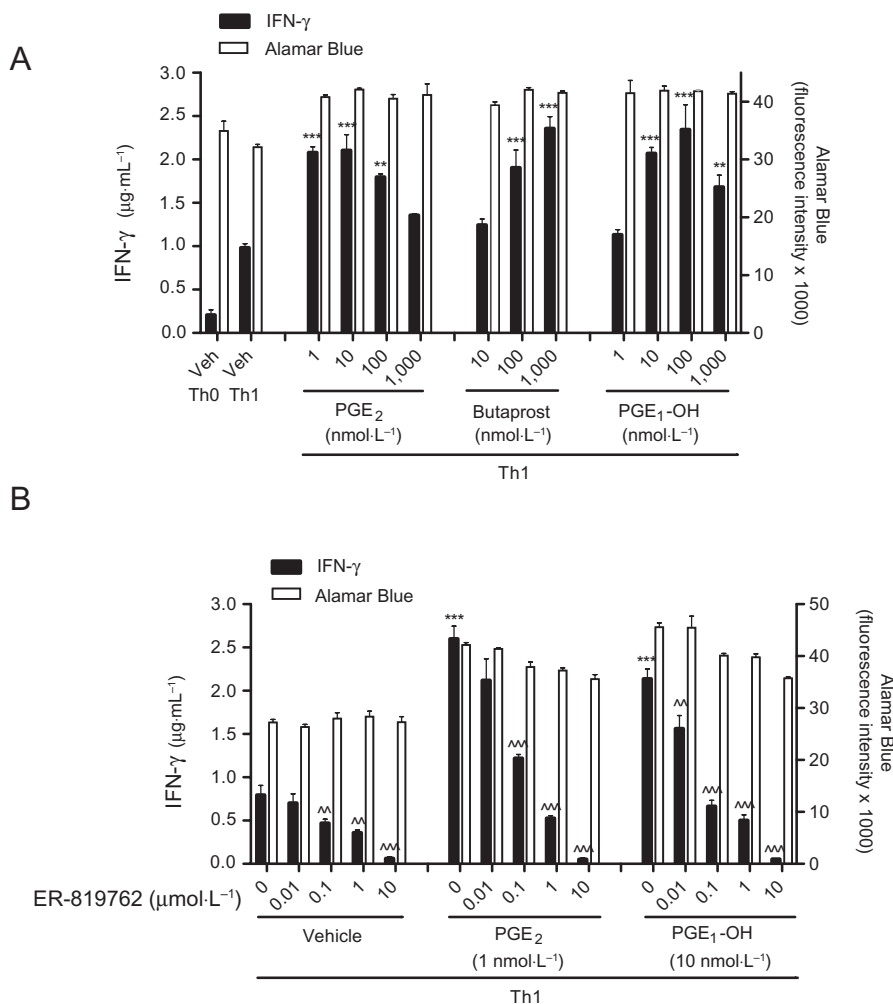 A
IFN-γ
Alamar Blue
IFN-γ (μg·mL⁻¹)
3.0
2.5
2.0
1.5
1.0
0.5
0.0
*** *** ** *** *** *** *** **
40
30
20
10
0
Alamar Blue
(fluorescence intensity x 1000)
Veh Veh 1 10 100 1,000 10 100 1,000 1 10 100 1,000
Th0 Th1
PGE₂ Butaprost PGE₁-OH
(nmol·L⁻¹) (nmol·L⁻¹) (nmol·L⁻¹)
Th1
B
IFN-γ
Alamar Blue
IFN-γ (μg·mL⁻¹)
3.0
2.5
2.0
1.5
1.0
0.5
0.0
^^ ^^ ^^^ *** ^^^ ^^^ ^^^ *** ^^ ^^^ ^^^ ^^^
50
40
30
20
10
0
Alamar Blue
(fluorescence intensity x 1000)
ER-819762 (μmol·L⁻¹) 0 0.01 0.1 1 10 0 0.01 0.1 1 10 0 0.01 0.1 1 10
Vehicle PGE₂ PGE₁-OH
(1 nmol·L⁻¹) (10 nmol·L⁻¹)
Th1